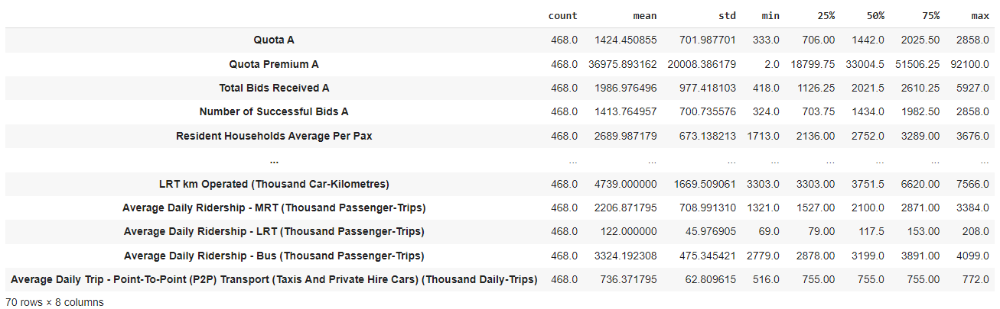 count mean std min 25% 50% 75% max
Quota A 468.0 1424.450855 701.987701 333.0 706.00 1442.0 2025.50 2858.0
Quota Premium A 468.0 36975.893162 20008.386179 2.0 18799.75 33004.5 51506.25 92100.0
Total Bids Received A 468.0 1986.976496 977.418103 418.0 1126.25 2021.5 2610.25 5927.0
Number of Successful Bids A 468.0 1413.764957 700.735576 324.0 703.75 1434.0 1982.50 2858.0
Resident Households Average Per Pax 468.0 2689.987179 673.138213 1713.0 2136.00 2752.0 3289.00 3676.0
... ... ... ... ... ... ... ... ...
LRT km Operated (Thousand Car-Kilometres) 468.0 4739.000000 1669.509061 3303.0 3303.00 3751.5 6620.00 7566.0
Average Daily Ridership - MRT (Thousand Passenger-Trips) 468.0 2206.871795 708.991310 1321.0 1527.00 2100.0 2871.00 3384.0
Average Daily Ridership - LRT (Thousand Passenger-Trips) 468.0 122.000000 45.976905 69.0 79.00 117.5 153.00 208.0
Average Daily Ridership - Bus (Thousand Passenger-Trips) 468.0 3324.192308 475.345421 2779.0 2878.00 3199.0 3891.00 4099.0
Average Daily Trip - Point-To-Point (P2P) Transport (Taxis And Private Hire Cars) (Thousand Daily-Trips) 468.0 736.371795 62.809615 516.0 755.00 755.0 755.00 772.0
70 rows × 8 columns